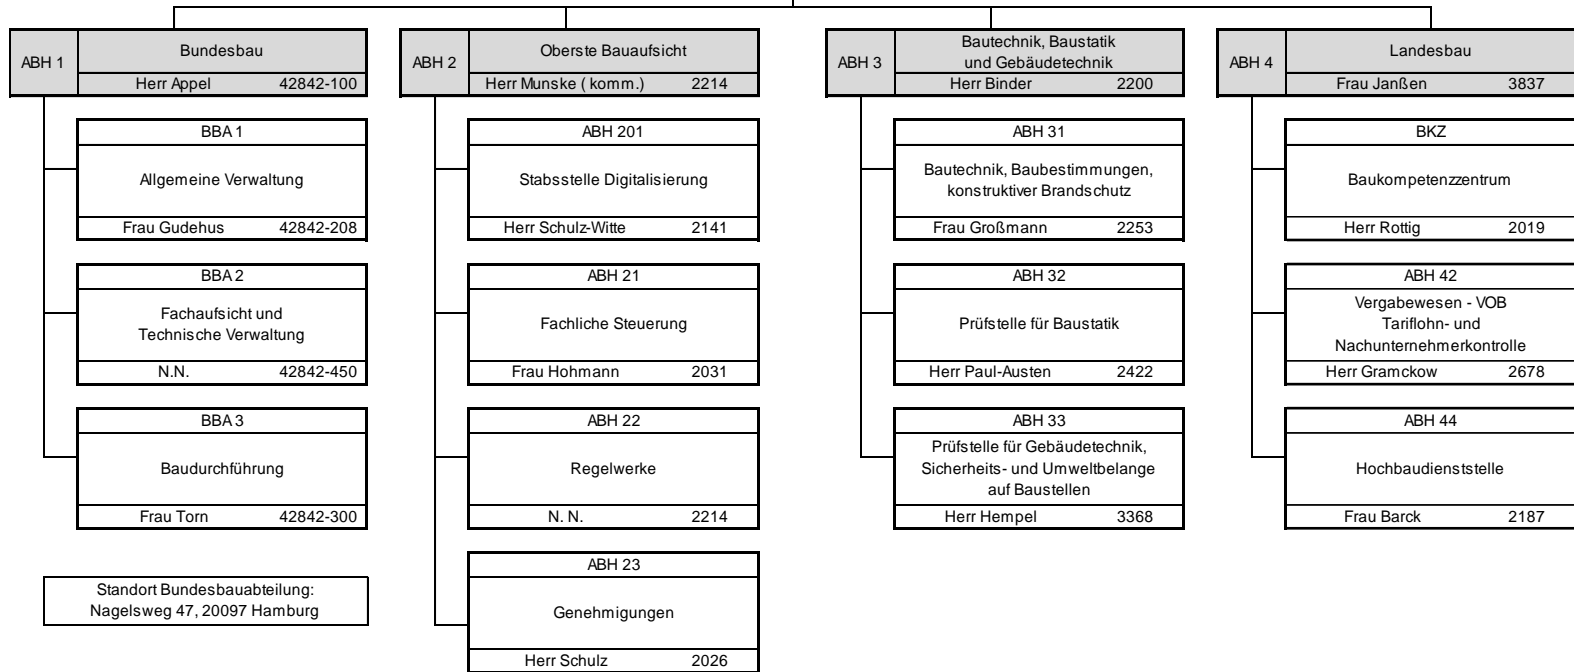 ABH 1
Bundesbau
Herr Appel 42842-100
BBA 1
Allgemeine Verwaltung
Frau Gudehus 42842-208
BBA 2
Fachaufsicht und
Technische Verwaltung
N.N. 42842-450
BBA 3
Baudurchführung
Frau Torn 42842-300
Standort Bundesbauabteilung:
Nagelsweg 47, 20097 Hamburg
ABH 2
Oberste Bauaufsicht
Herr Munske ( komm.) 2214
ABH 201
Stabsstelle Digitalisierung
Herr Schulz-Witte 2141
ABH 21
Fachliche Steuerung
Frau Hohmann 2031
ABH 22
Regelwerke
N. N. 2214
ABH 23
Genehmigungen
Herr Schulz 2026
ABH 3
Bautechnik, Baustatik
und Gebäudetechnik
Herr Binder 2200
ABH 31
Bautechnik, Baubestimmungen,
konstruktiver Brandschutz
Frau Großmann 2253
ABH 32
Prüfstelle für Baustatik
Herr Paul-Austen 2422
ABH 33
Prüfstelle für Gebäudetechnik,
Sicherheits- und Umweltbelange
auf Baustellen
Herr Hempel 3368
ABH 4
Landesbau
Frau Janßen 3837
BKZ
Baukompetenzzentrum
Herr Rottig 2019
ABH 42
Vergabewesen - VOB
Tariflohn- und
Nachunternehmerkontrolle
Herr Gramckow 2678
ABH 44
Hochbaudienststelle
Frau Barck 2187